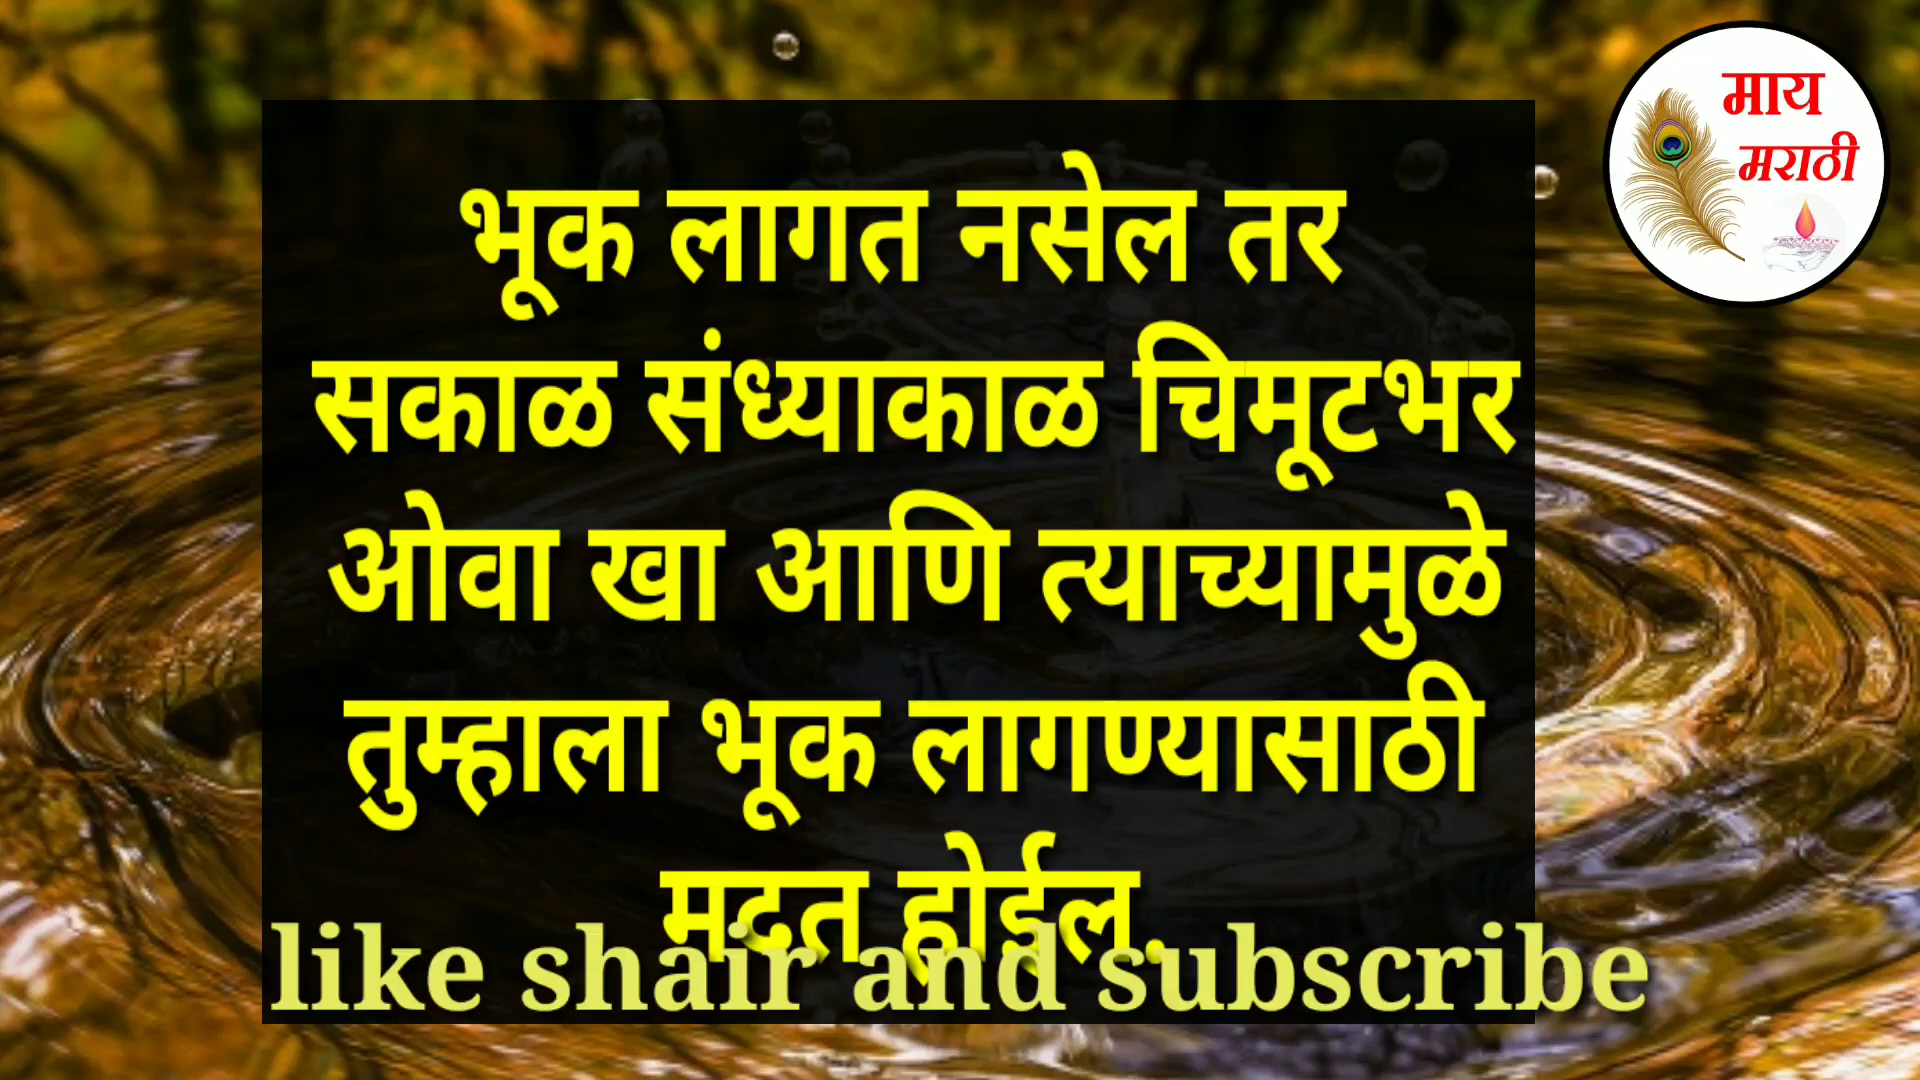 माय
मराठी
भूक लागत नसेल तर
सकाळ संध्याकाळ चिमूटभर
ओवा खा आणि त्याच्यामुळे
तुम्हाला भूक लागण्यासाठी
मदत होईल.
like shair and subscribe